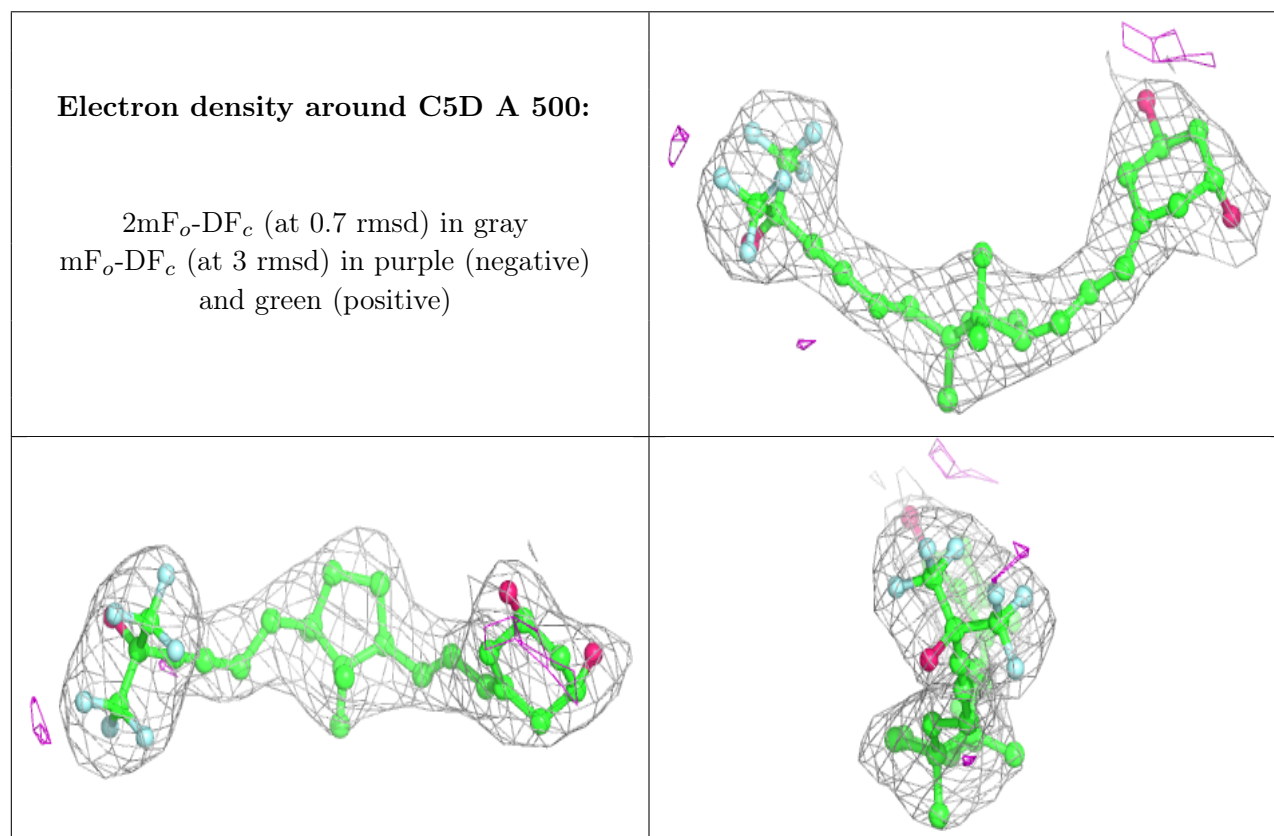 Electron density around C5D A 500:
2mFo-DFc (at 0.7 rmsd) in gray
mFo-DFc (at 3 rmsd) in purple (negative)
and green (positive)